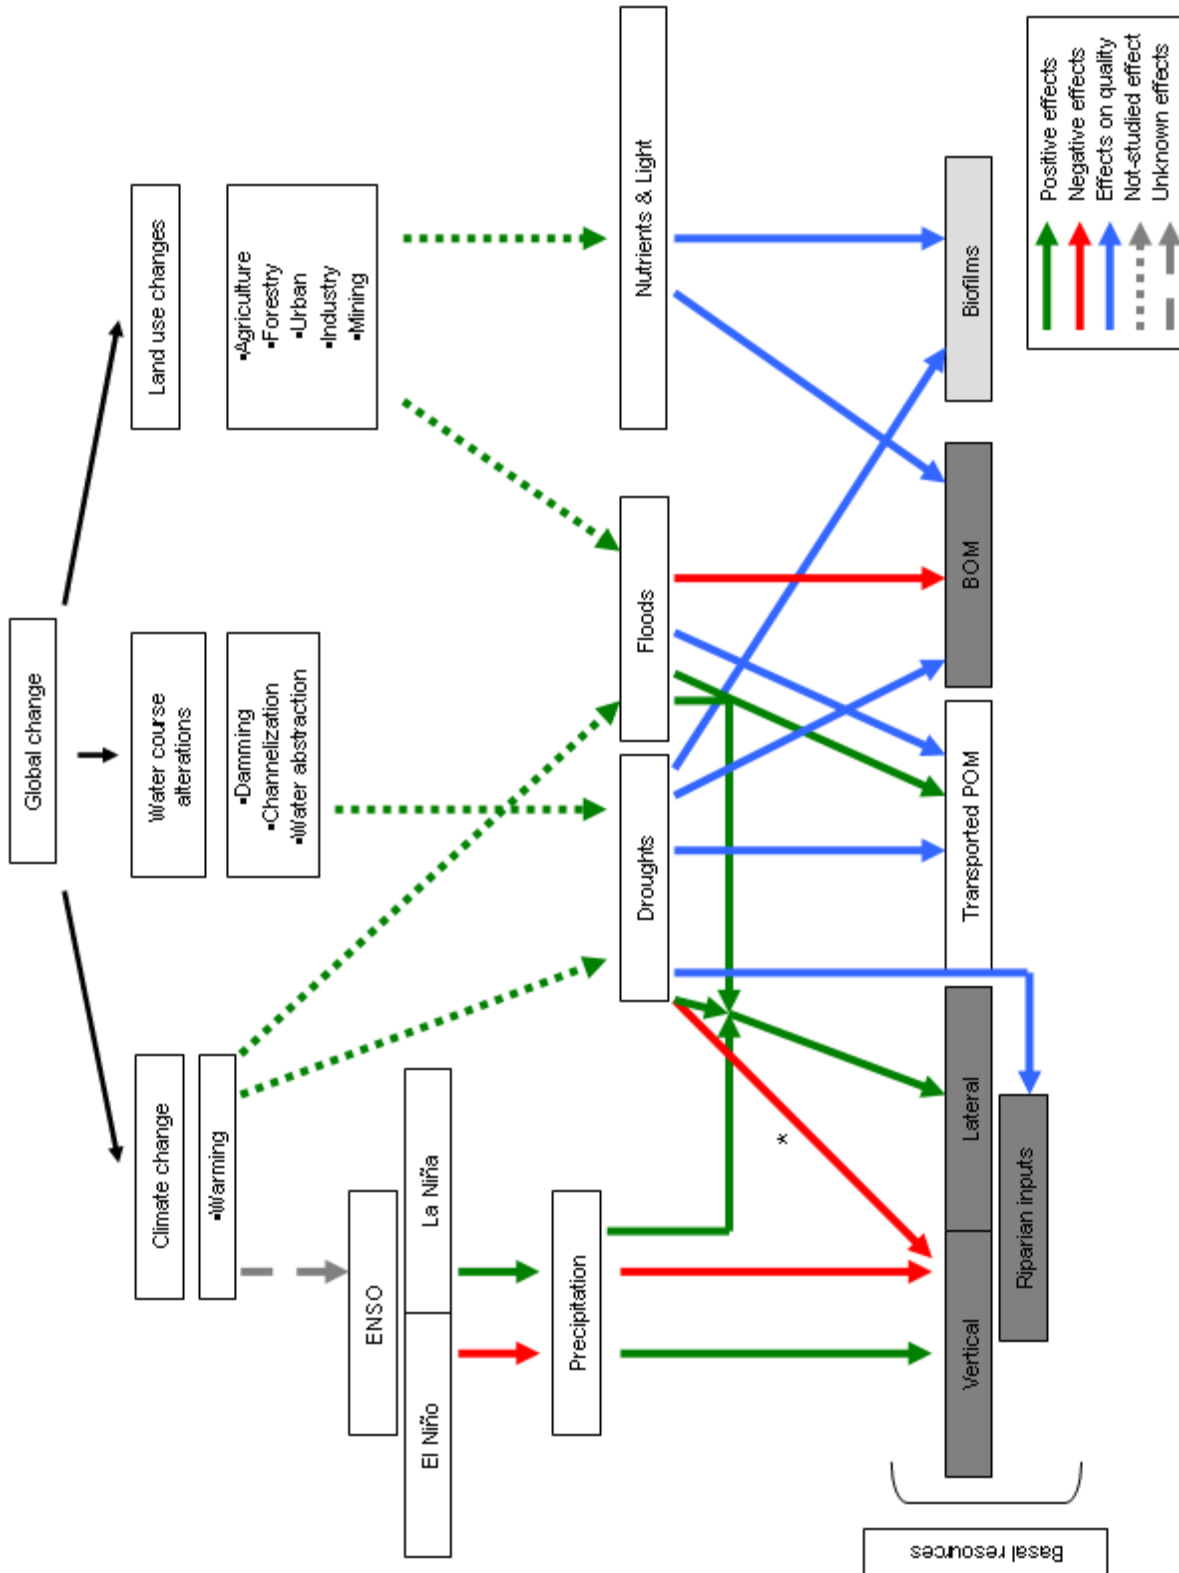 Global change
Climate change
▪Warming
Water course
alterations
▪Damming
▪Channelization
▪Water abstraction
Land use changes
▪Agriculture
▪Forestry
▪Urban
▪Industry
▪Mining
ENSO
El Niño
La Niña
Precipitation
Droughts
Floods
Nutrients & Light
*
Vertical
Lateral
Riparian inputs
Transported POM
BOM
Biofilms
Basal resources
Positive effects
Negative effects
Effects on quality
Not-studied effect
Unknown effects